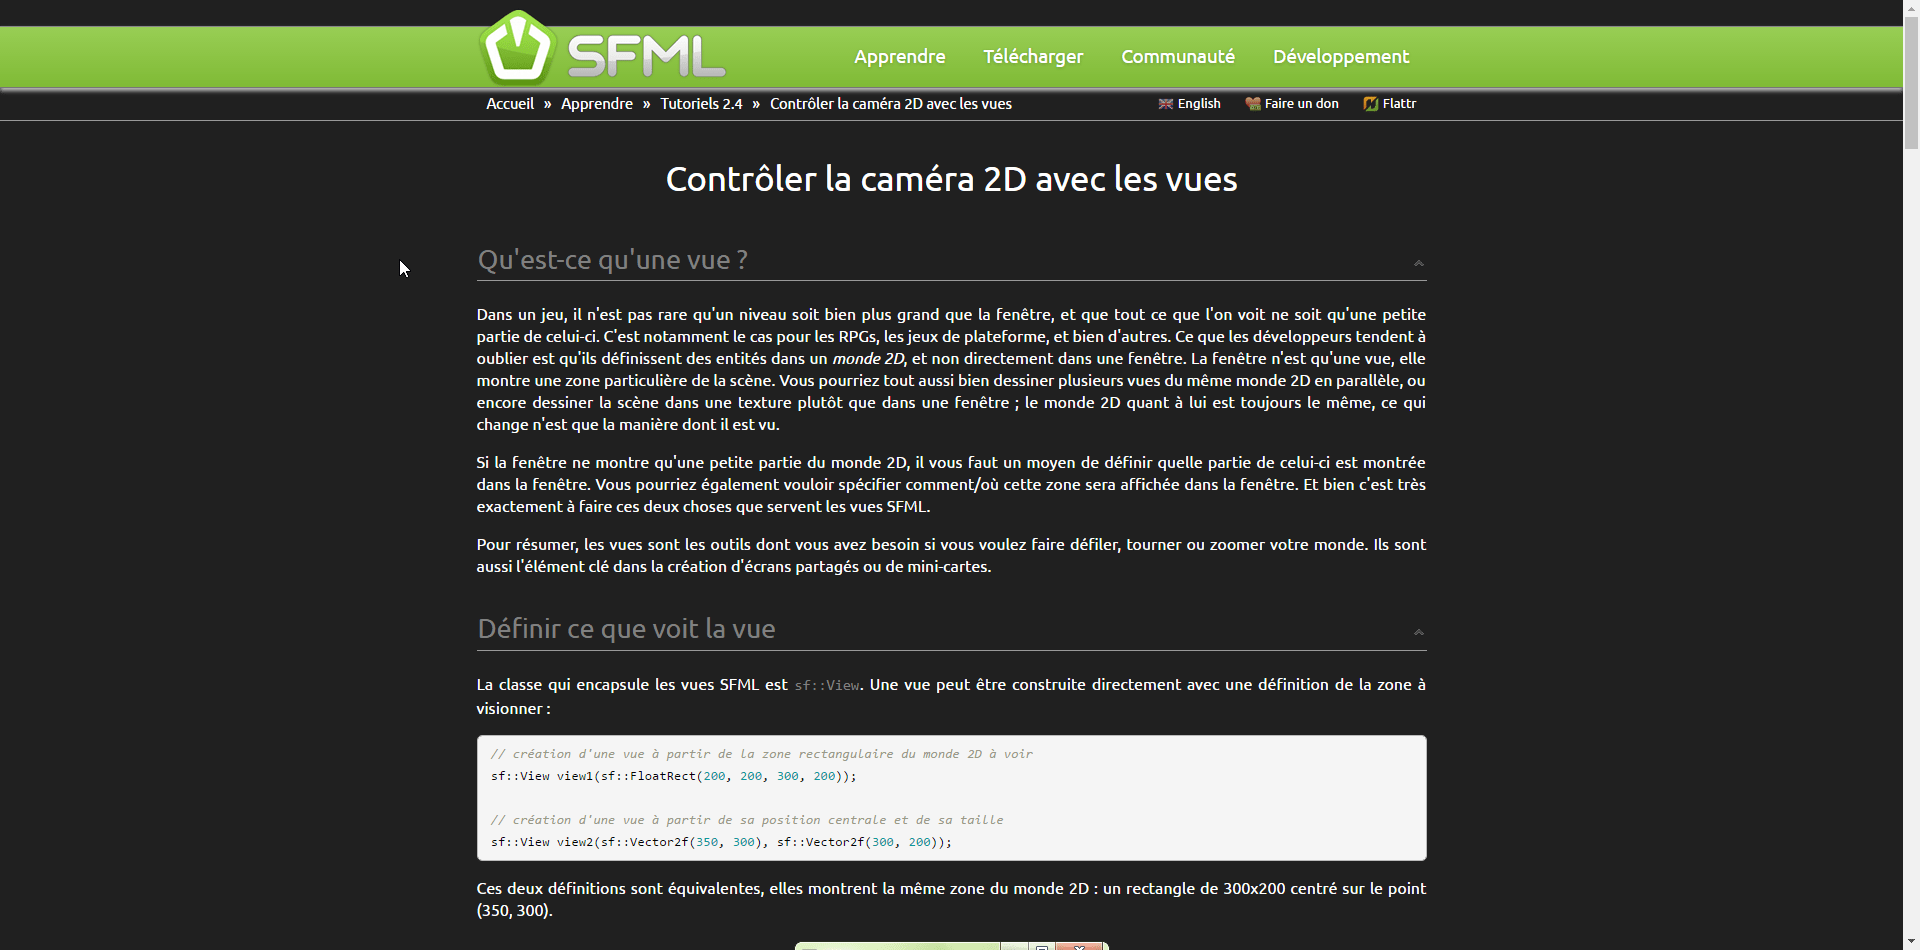 SFML
Apprendre Télécharger Communauté Développement
Accueil » Apprendre » Tutoriels 2.4 » Contrôler la caméra 2D avec les vues English Faire un don Flattr
Contrôler la caméra 2D avec les vues
Qu'est-ce qu'une vue ?
Dans un jeu, il n'est pas rare qu'un niveau soit bien plus grand que la fenêtre, et que tout ce que l'on voit ne soit qu'une petite
partie de celui-ci. C'est notamment le cas pour les RPGs, les jeux de plateforme, et bien d'autres. Ce que les développeurs tendent à
oublier est qu'ils définissent des entités dans un monde 2D, et non directement dans une fenêtre. La fenêtre n'est qu'une vue, elle
montre une zone particulière de la scène. Vous pourriez tout aussi bien dessiner plusieurs vues du même monde 2D en parallèle, ou
encore dessiner la scène dans une texture plutôt que dans une fenêtre ; le monde 2D quant à lui est toujours le même, ce qui
change n'est que la manière dont il est vu.
Si la fenêtre ne montre qu'une petite partie du monde 2D, il vous faut un moyen de définir quelle partie de celui-ci est montrée
dans la fenêtre. Vous pourriez également vouloir spécifier comment/où cette zone sera affichée dans la fenêtre. Et bien c'est très
exactement à faire ces deux choses que servent les vues SFML.
Pour résumer, les vues sont les outils dont vous avez besoin si vous voulez faire défiler, tourner ou zoomer votre monde. Ils sont
aussi l'élément clé dans la création d'écrans partagés ou de mini-cartes.
Définir ce que voit la vue
La classe qui encapsule les vues SFML est sf::View. Une vue peut être construite directement avec une définition de la zone à
visionner :
// création d'une vue à partir de la zone rectangulaire du monde 2D à voir
sf::View view1(sf::FloatRect(200, 200, 300, 200));
// création d'une vue à partir de sa position centrale et de sa taille
sf::View view2(sf::Vector2f(350, 300), sf::Vector2f(300, 200));
Ces deux définitions sont équivalentes, elles montrent la même zone du monde 2D : un rectangle de 300x200 centré sur le point
(350, 300).